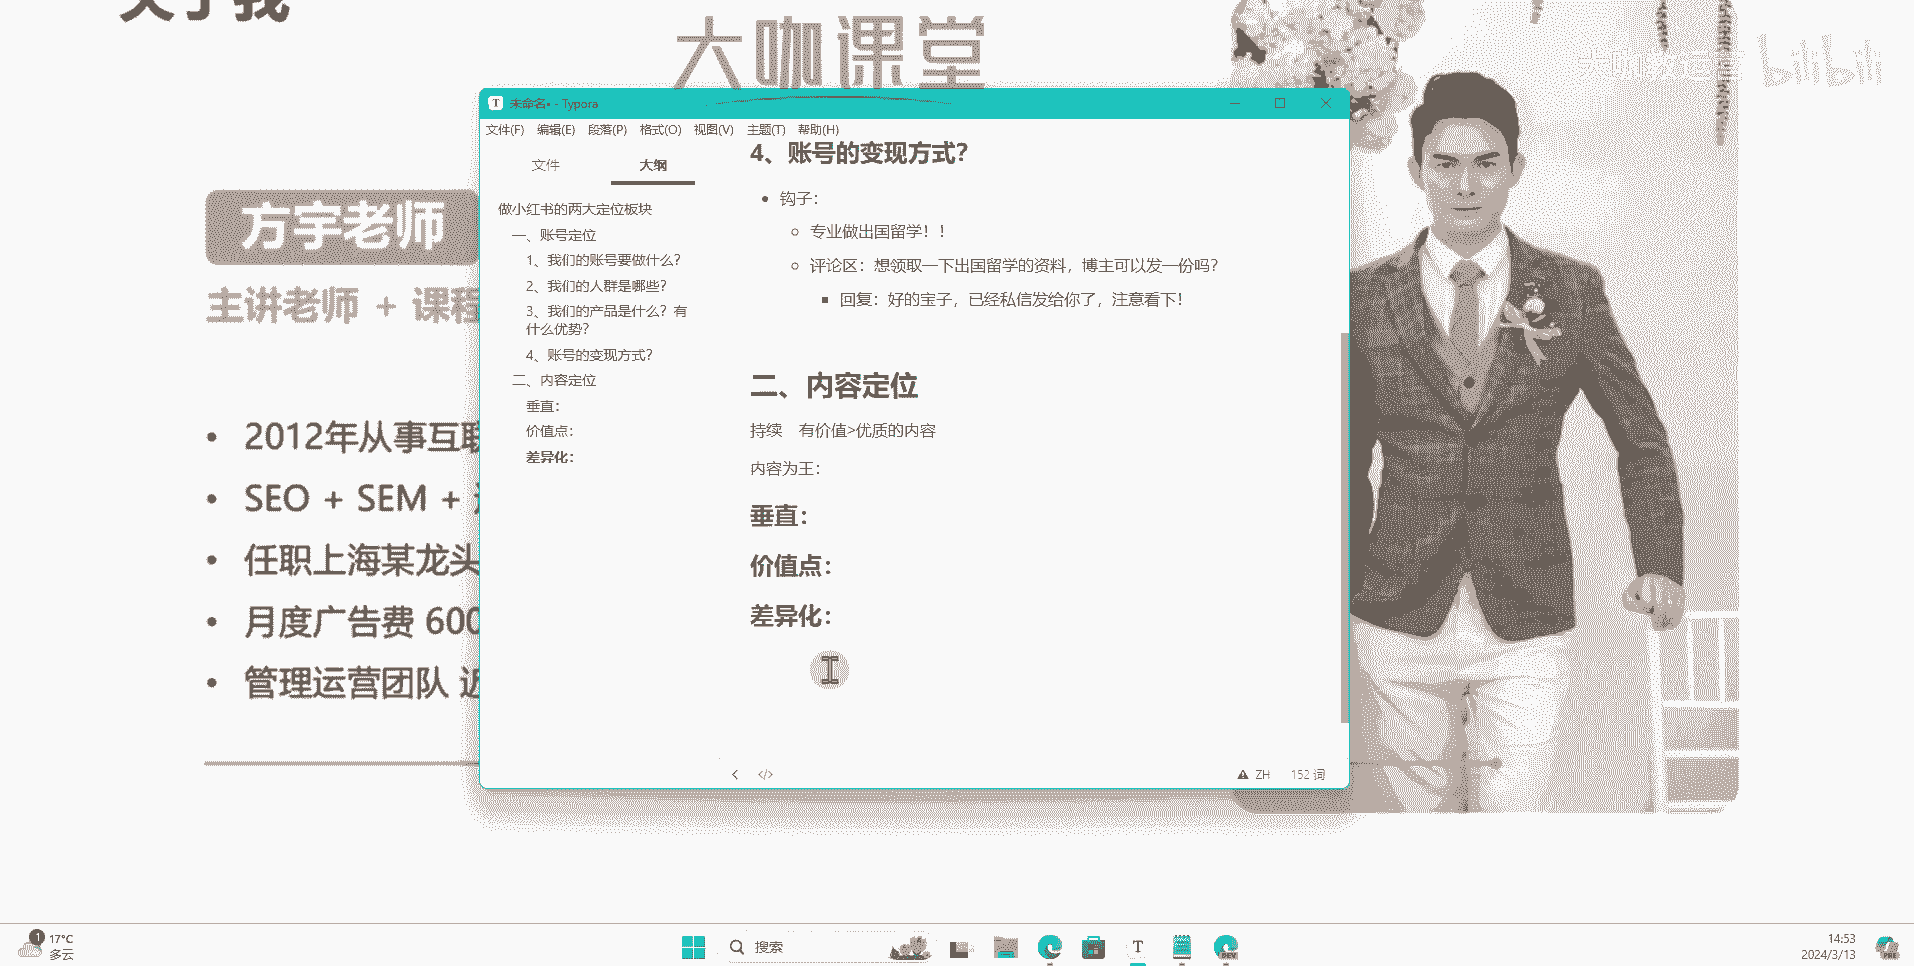 大咖课堂
bilibili
方宇老师
主讲老师 + 课程
2012年从事互联
SEO + SEM +
任职上海某龙头
月度广告费 600
管理运营团队 近
未命名• - Typora
文件(F) 编辑(E) 段落(P) 格式(O) 视图(V) 主题(T) 帮助(H)
文件 大纲
做小红书的两大定位板块
一、账号定位
1、我们的账号要做什么?
2、我们的人群是哪些?
3、我们的产品是什么? 有
什么优势?
4、账号的变现方式?
二、内容定位
垂直:
价值点:
差异化:
4、账号的变现方式?
钩子:
专业做出国留学!!
评论区: 想领取一下出国留学的资料, 博主可以发一份吗?
回复: 好的宝子, 已经私信发给你了, 注意看下!
二、内容定位
持续 有价值>优质的内容
内容为王:
垂直:
价值点:
差异化:
ZH 152 词
1
17°C
多云
搜索
DEV
14:53
2024/3/13
PRE